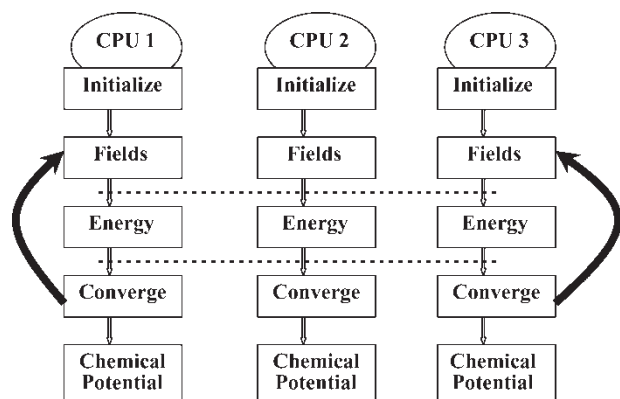 CPU 1 CPU 2 CPU 3
Initialize Initialize Initialize
Fields Fields Fields
Energy Energy Energy
Converge Converge Converge
Chemical Chemical Chemical
Potential Potential Potential